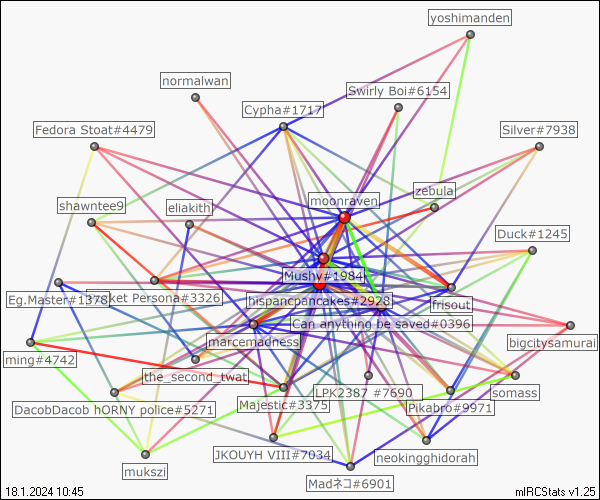 yoshimanden
normalwan
Swirly Boi#6154
Cypha#1717
Fedora Stoat#4479
Silver#7938
moonraven
zebula
shawntee9
eliakith
Duck#1245
Mushy#1984
Eg.Master#1378
ket Persona#3326
hispancpancakes#2928
frisout
Can anything be saved#0396
marcemadness
bigcitysamurai
ming#4742
the_second_twat
LPK2387 #7690
somass
DacobDacob hORNY police#5271
Majestic#3375
Pikabro#9971
mukszi
JKOUYH VIII#7034
neokingghidorah
Madネコ#6901
18.1.2024 10:45
mIRCStats v1.25